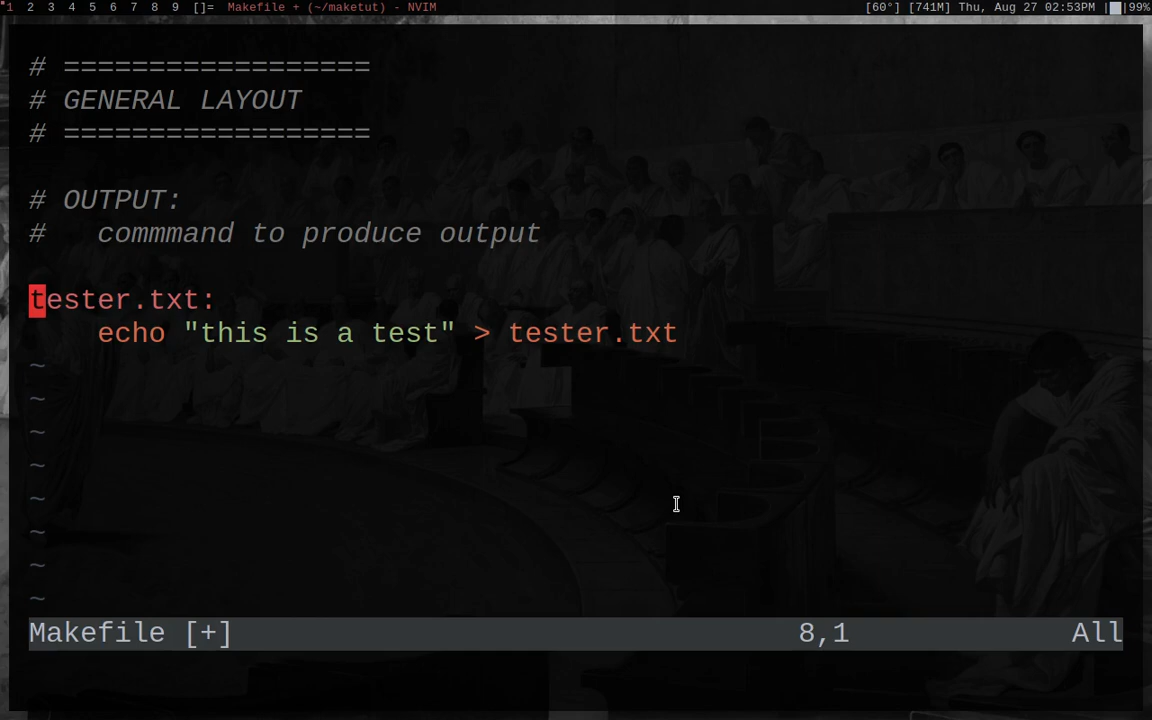 1 2 3 4 5 6 7 8 9 []= Makefile + (~/maketut) - NVIM [60°] [741M] Thu, Aug 27 02:53PM | |99%
# ==================
# GENERAL LAYOUT
# ==================
# OUTPUT:
#   commmand to produce output
tester.txt:
    echo "this is a test" > tester.txt
~
~
~
~
~
~
~
~
Makefile [+] 8,1 All